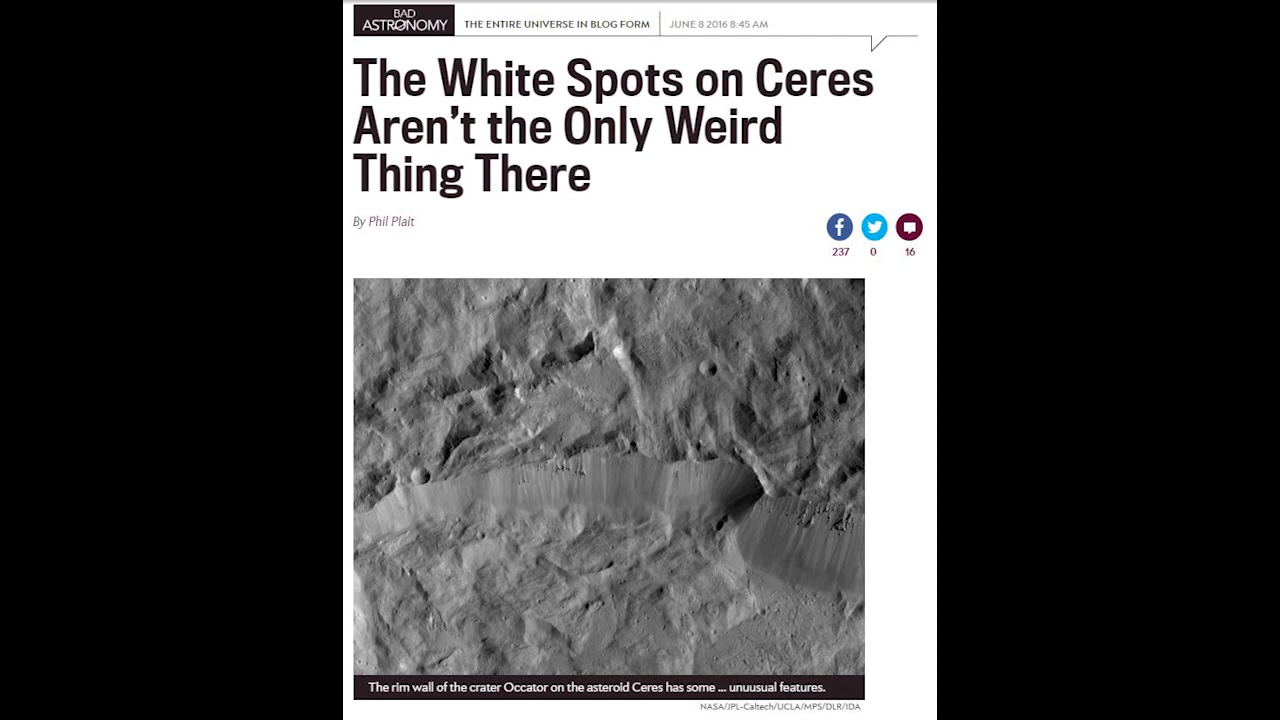 BAD
ASTRONOMY
THE ENTIRE UNIVERSE IN BLOG FORM
JUNE 8 2016 8:45 AM
The White Spots on Ceres
Aren't the Only Weird
Thing There
By Phil Plait
237
0
16
The rim wall of the crater Occator on the asteroid Ceres has some ... unuusual features.
NASA/JPL-Caltech/UCLA/MPS/DLR/IDA